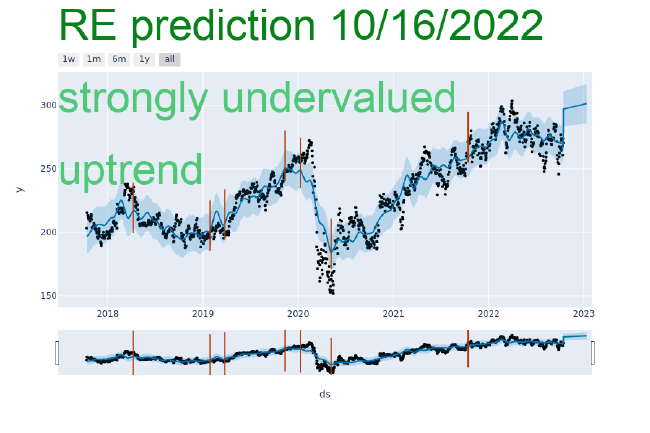 RE prediction 10/16/2022
1w 1m 6m 1y all
strongly undervalued
uptrend
300
250
200
150
y
2018 2019 2020 2021 2022 2023
ds